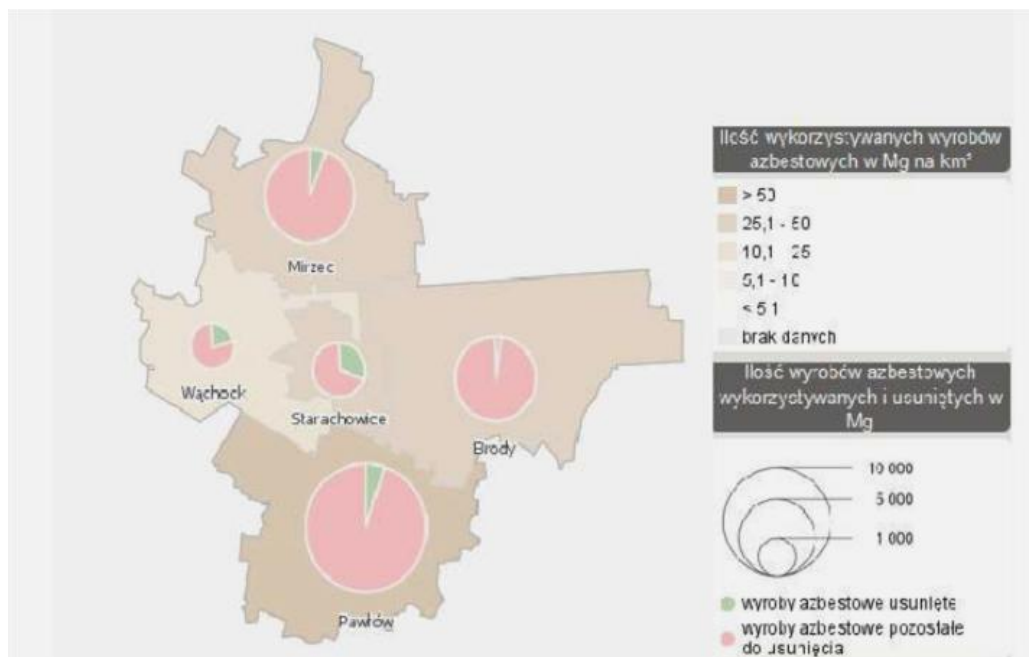 Mirzec
Wąchock
Starachowice
Brody
Pawłów
Ilość wykorzystywanych wyrobów
azbestowych w Mg na km²
> 50
25,1 - 50
10,1 - 25
5,1 - 10
< 5,1
brak danych
Ilość wyrobów azbestowych
wykorzystywanych i usuniętych w
Mg
10 000
5 000
1 000
wyroby azbestowe usunięte
wyroby azbestowe pozostałe
do usunięcia